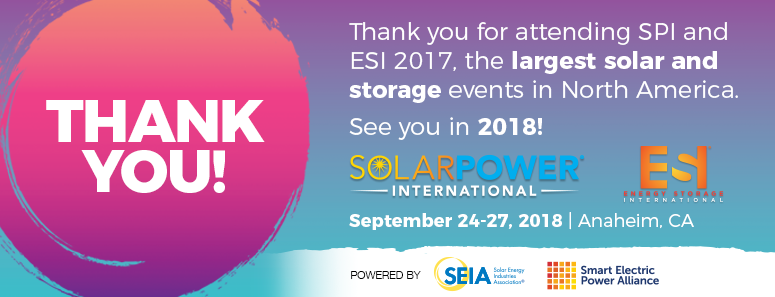 THANK
YOU!
Thank you for attending SPI and
ESI 2017, the largest solar and
storage events in North America.
See you in 2018!
SOLARPOWER®
INTERNATIONAL
ESI
ENERGY STORAGE
INTERNATIONAL
September 24-27, 2018 | Anaheim, CA
POWERED BY
SEIA
Solar Energy
Industries
Association®
Smart Electric
Power Alliance